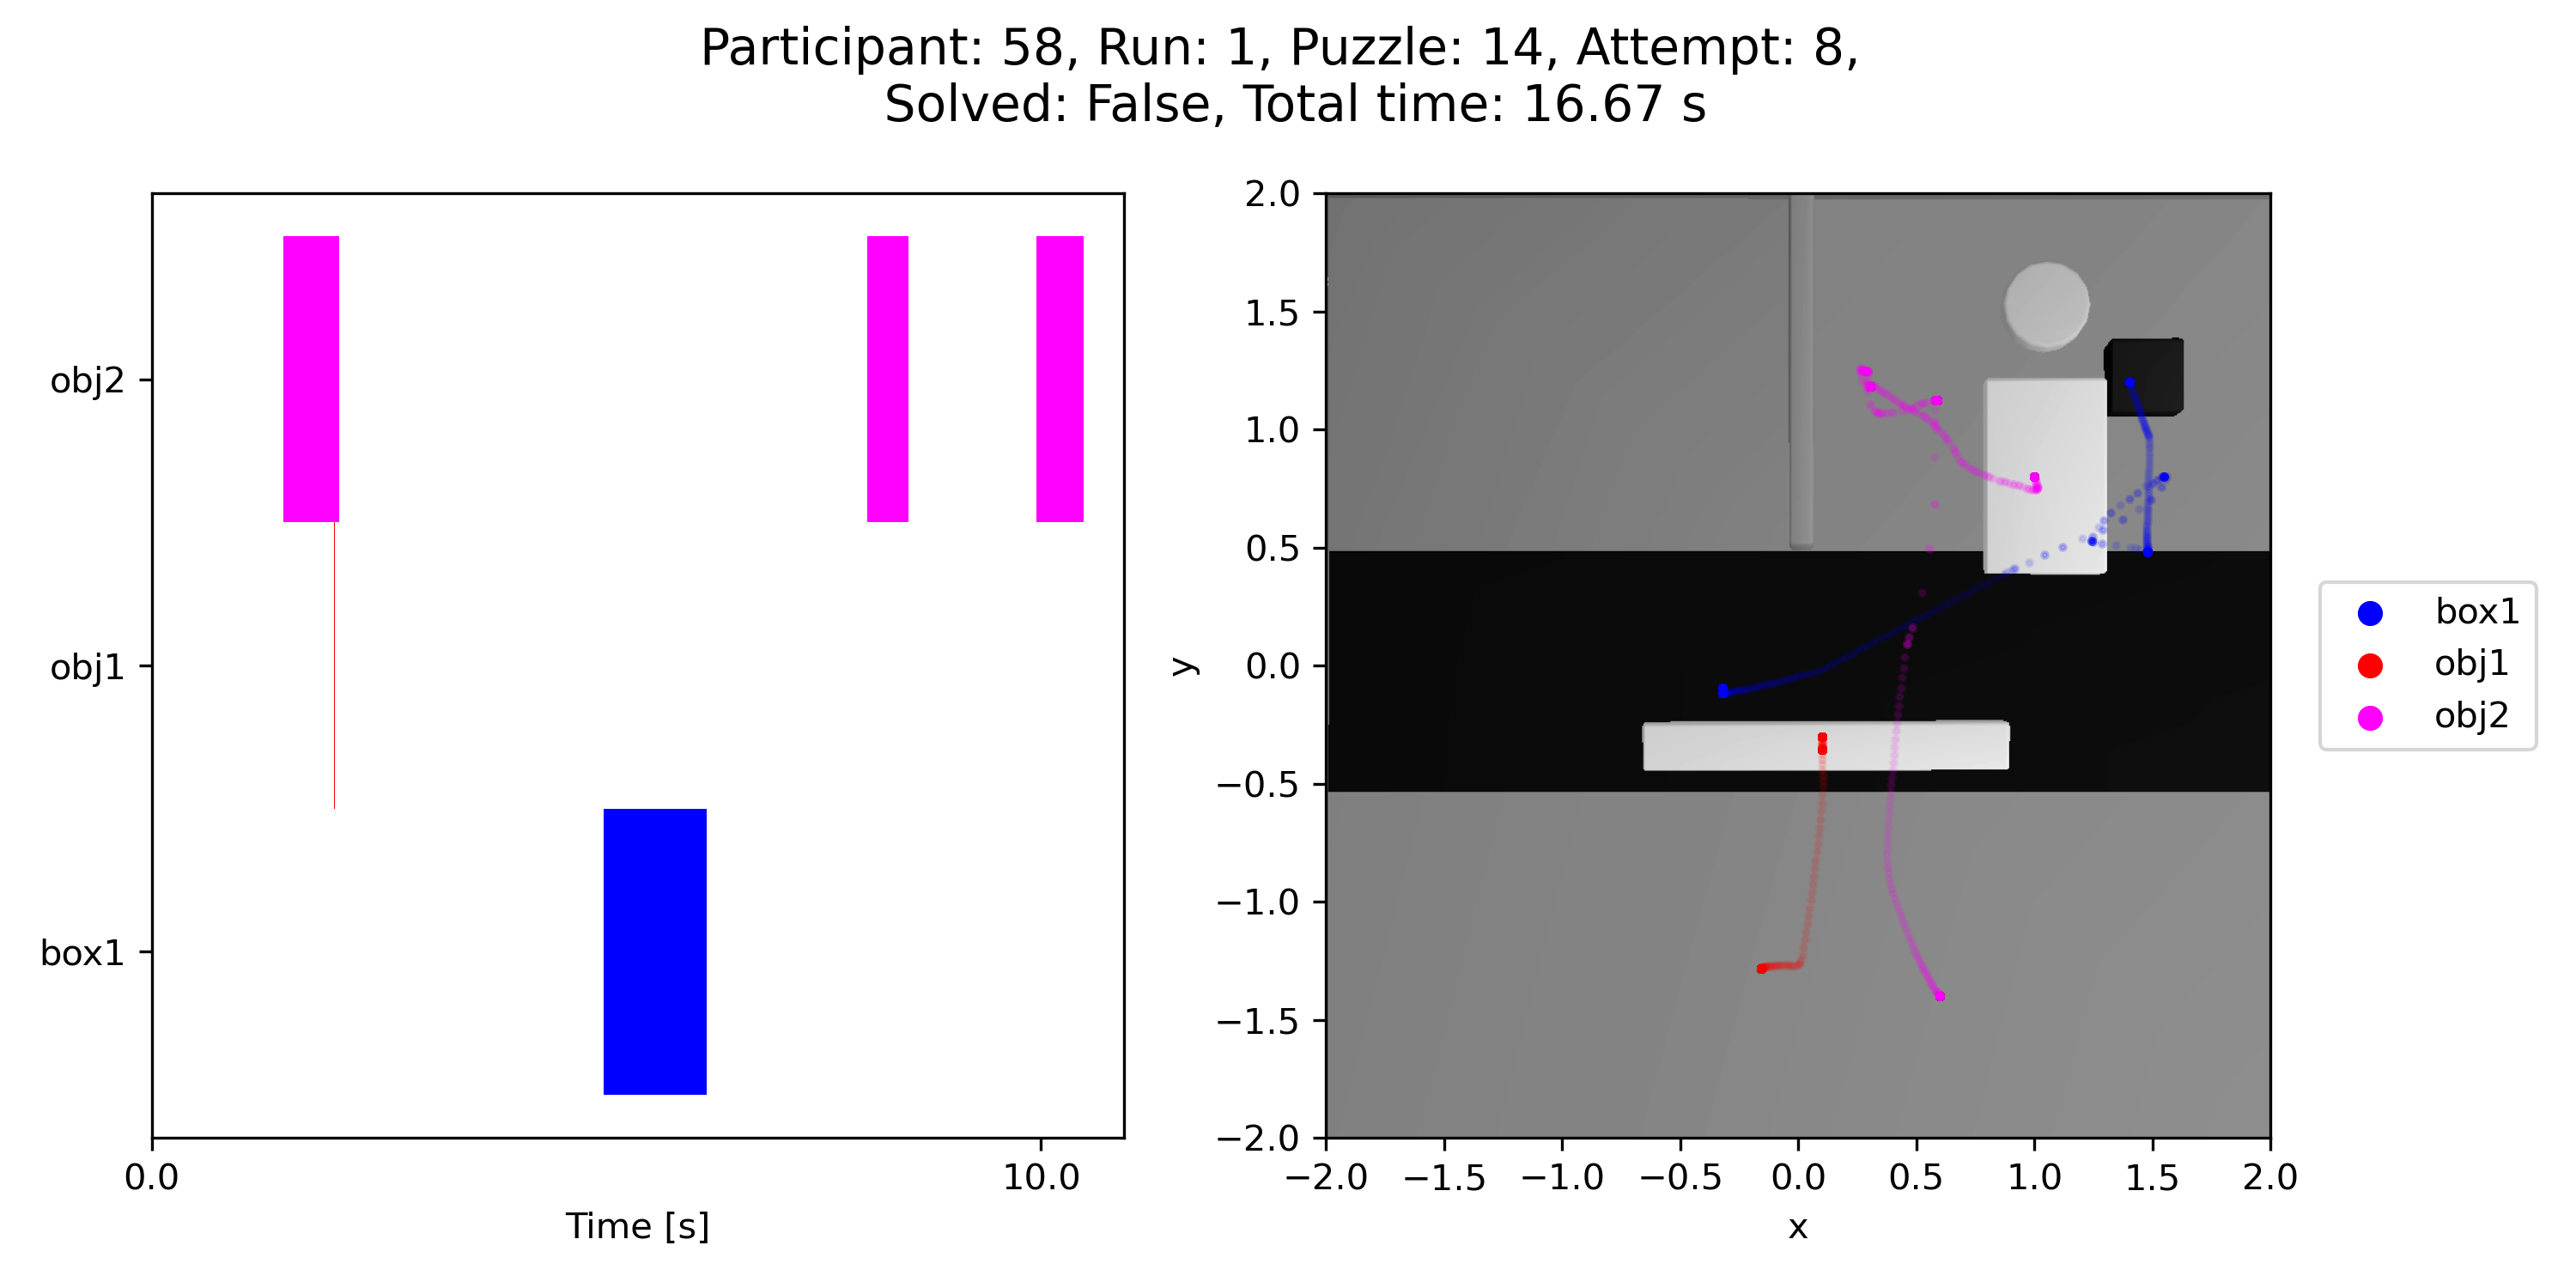 Participant: 58, Run: 1, Puzzle: 14, Attempt: 8,
Solved: False, Total time: 16.67 s
obj2
obj1
box1
0.0
10.0
Time [s]
2.0
1.5
1.0
0.5
0.0
−0.5
−1.0
−1.5
−2.0
y
−2.0
−1.5
−1.0
−0.5
0.0
0.5
1.0
1.5
2.0
x
box1
obj1
obj2